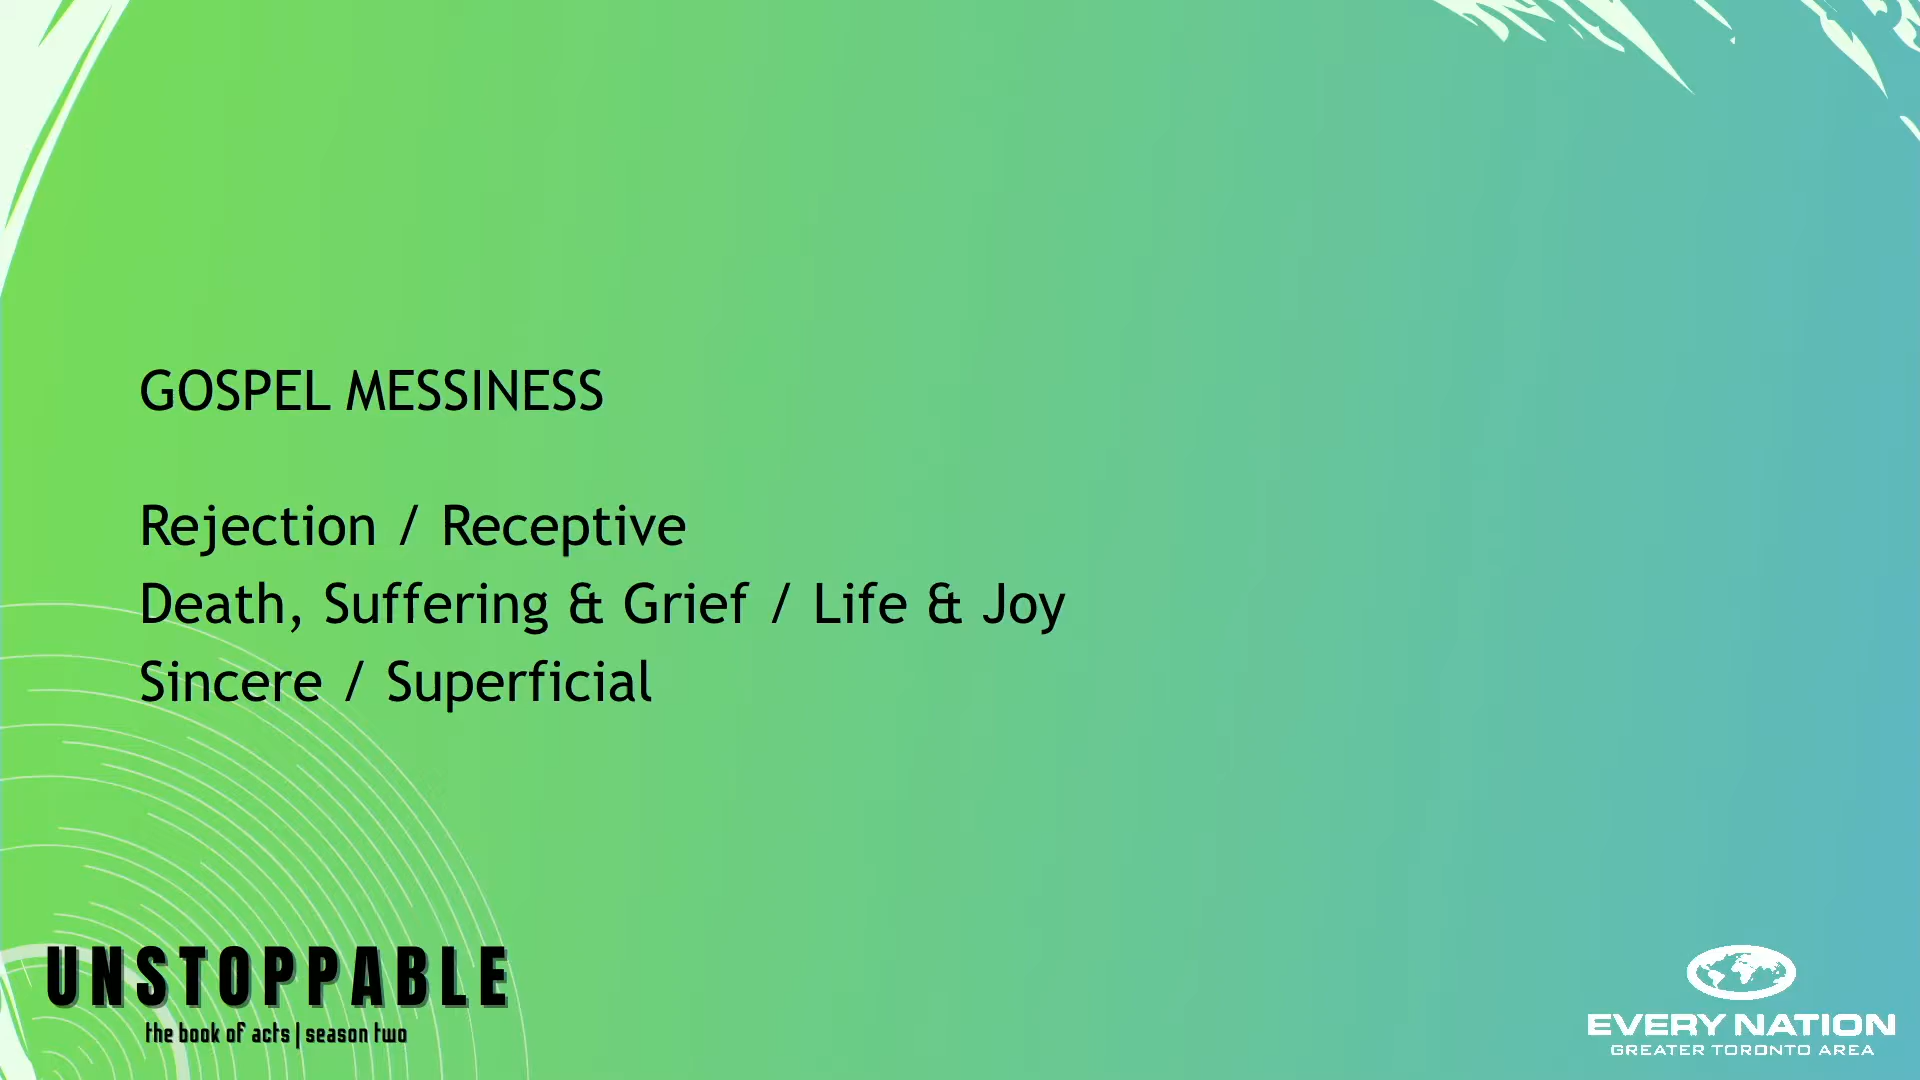 GOSPEL MESSINESS
Rejection / Receptive
Death, Suffering & Grief / Life & Joy
Sincere / Superficial
UNSTOPPABLE
the book of acts | season two
EVERY NATION
GREATER TORONTO AREA